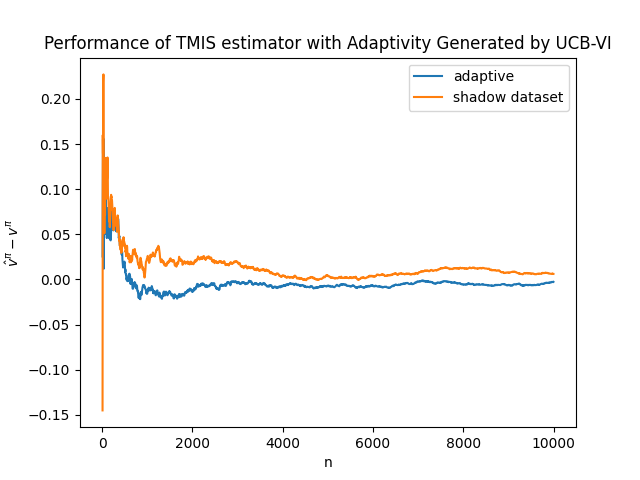 Performance of TMIS estimator with Adaptivity Generated by UCB-VI
adaptive
shadow dataset
0.20
0.15
0.10
0.05
0.00
−0.05
−0.10
−0.15
v̂^π − v^π
0 2000 4000 6000 8000 10000
n